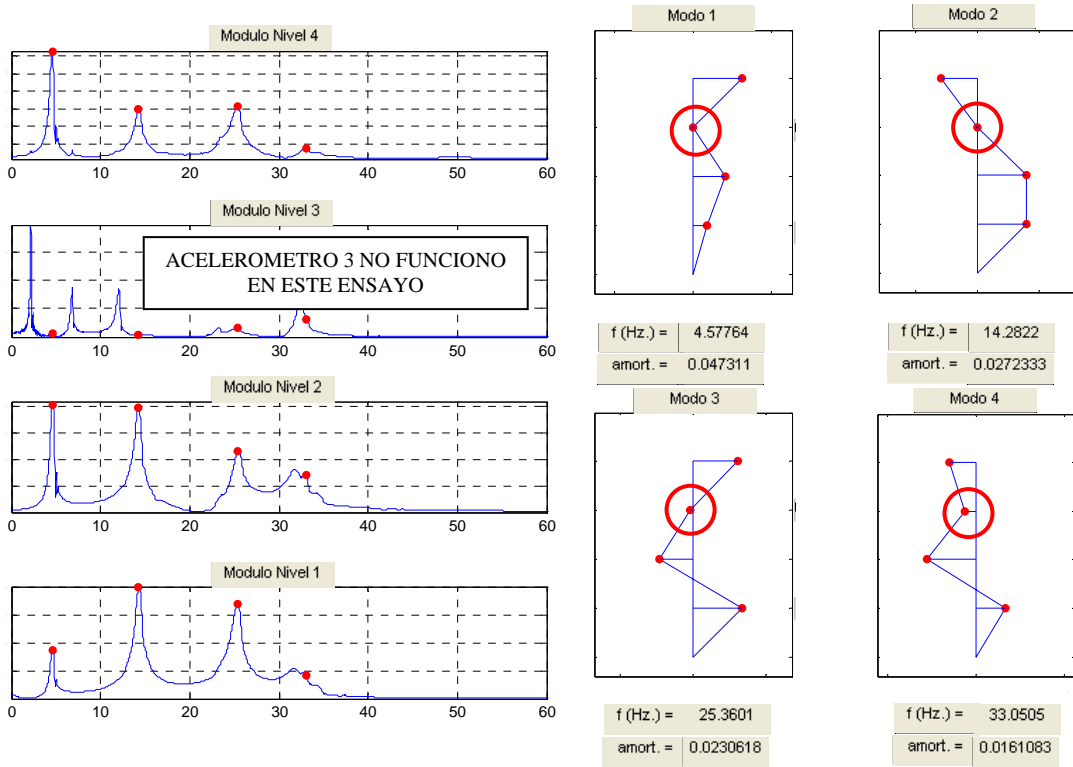 Modulo Nivel 4
0 10 20 30 40 50 60
Modulo Nivel 3
ACELEROMETRO 3 NO FUNCIONO
EN ESTE ENSAYO
0 10 20 30 40 50 60
Modulo Nivel 2
0 10 20 30 40 50 60
Modulo Nivel 1
0 10 20 30 40 50 60
Modo 1
f (Hz.) = 4.57764
amort. = 0.047311
Modo 2
f (Hz.) = 14.2822
amort. = 0.0272333
Modo 3
f (Hz.) = 25.3601
amort. = 0.0230618
Modo 4
f (Hz.) = 33.0505
amort. = 0.0161083